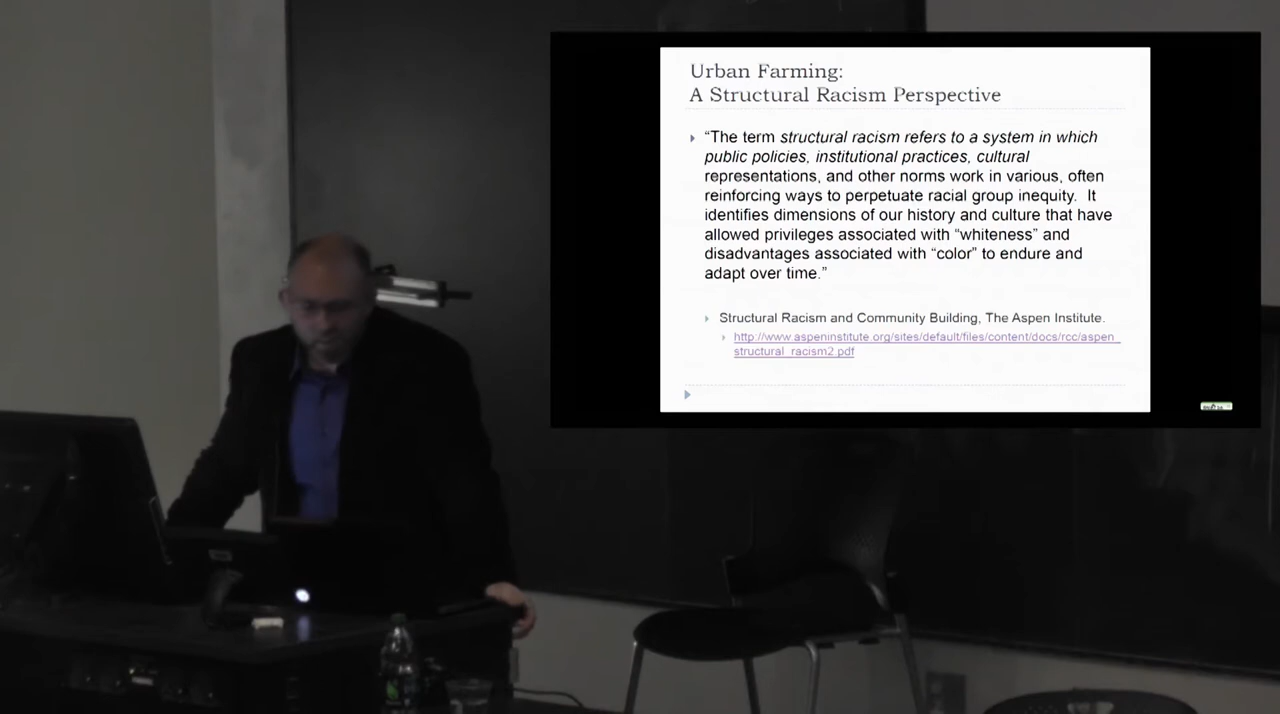 Urban Farming:
A Structural Racism Perspective
“The term structural racism refers to a system in which
public policies, institutional practices, cultural
representations, and other norms work in various, often
reinforcing ways to perpetuate racial group inequity.  It
identifies dimensions of our history and culture that have
allowed privileges associated with “whiteness” and
disadvantages associated with “color” to endure and
adapt over time.”
Structural Racism and Community Building, The Aspen Institute.
http://www.aspeninstitute.org/sites/default/files/content/docs/rcc/aspen_
structural_racism2.pdf